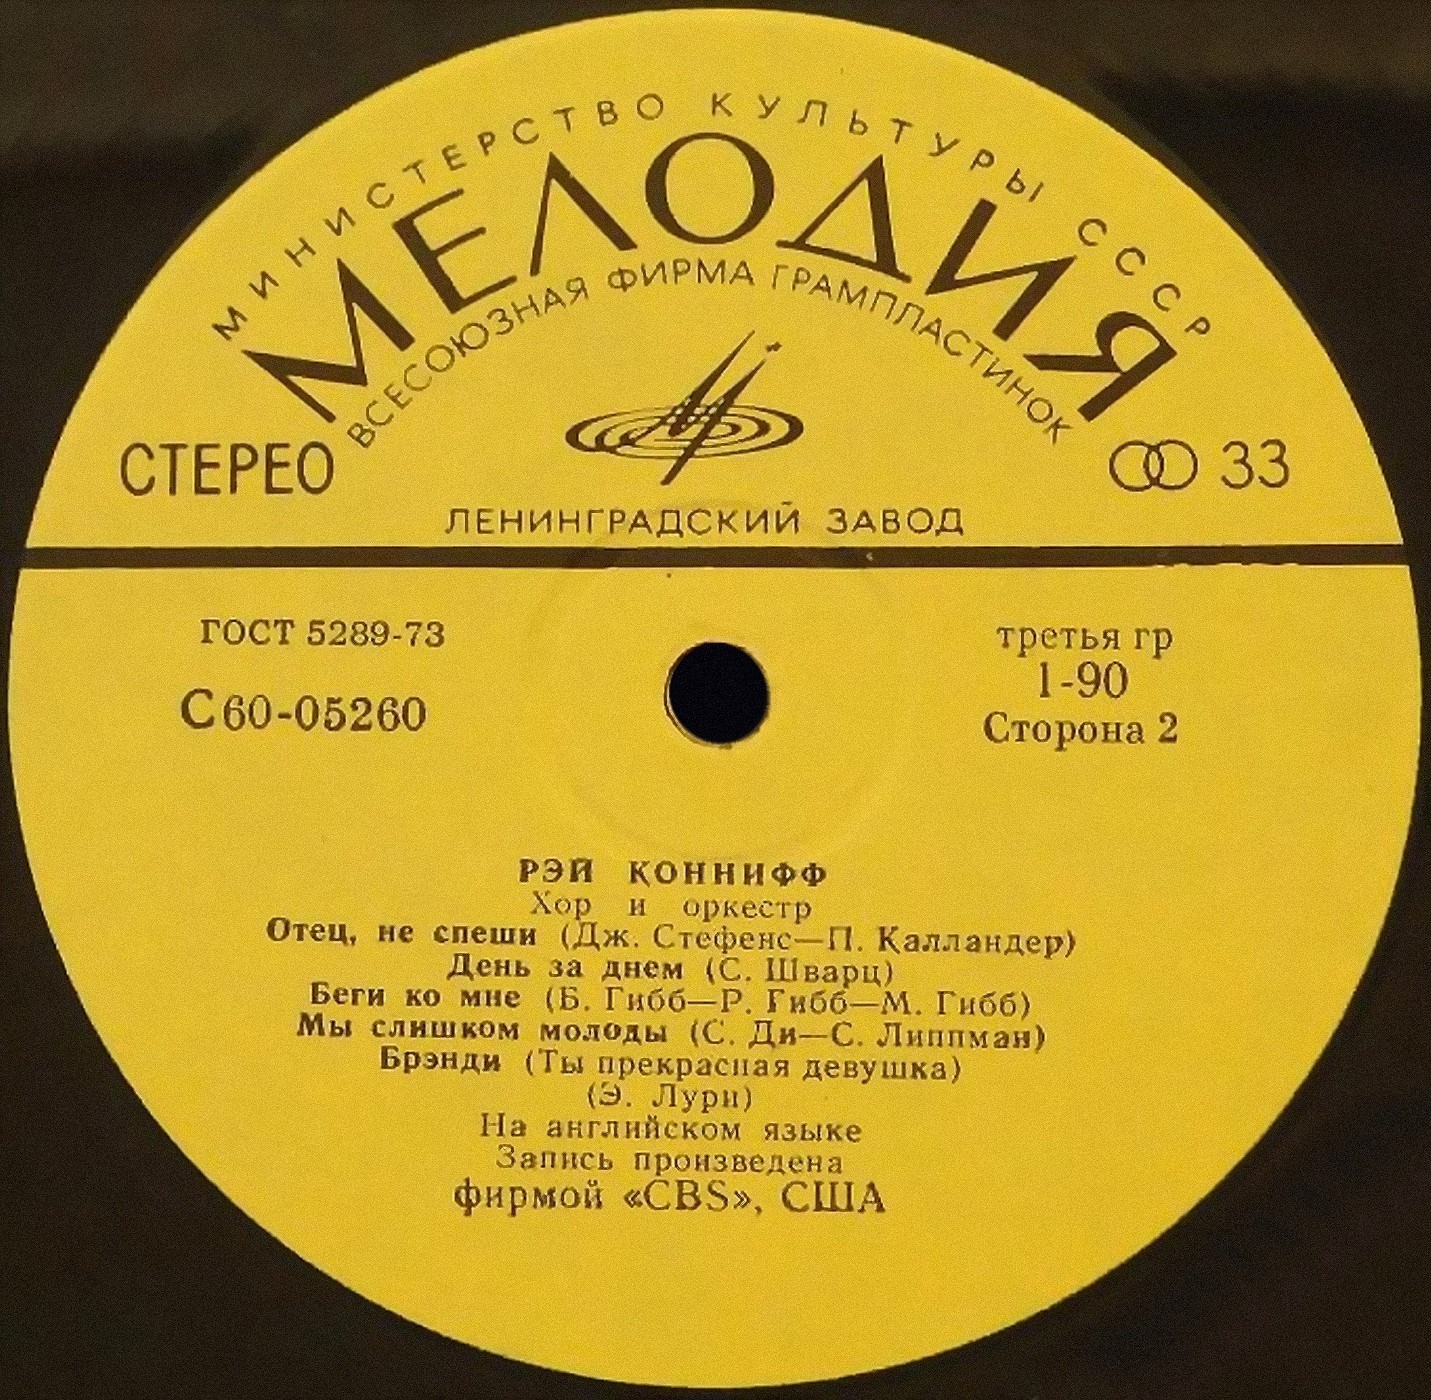 МИНИСТЕРСТВО КУЛЬТУРЫ СССР
МЕЛОДИЯ
ВСЕСОЮЗНАЯ ФИРМА ГРАМПЛАСТИНОК
СТЕРЕО
33
ЛЕНИНГРАДСКИЙ ЗАВОД
ГОСТ 5289-73
третья гр
С60-05260
1-90
Сторона 2
РЭЙ КОННИФФ
Хор и оркестр
Отец, не спеши (Дж. Стефенс—П. Калландер)
День за днем (С. Шварц)
Беги ко мне (Б. Гибб—Р. Гибб—М. Гибб)
Мы слишком молоды (С. Ди—С. Липпман)
Брэнди (Ты прекрасная девушка)
(Э. Лури)
На английском языке
Запись произведена
фирмой «CBS», США